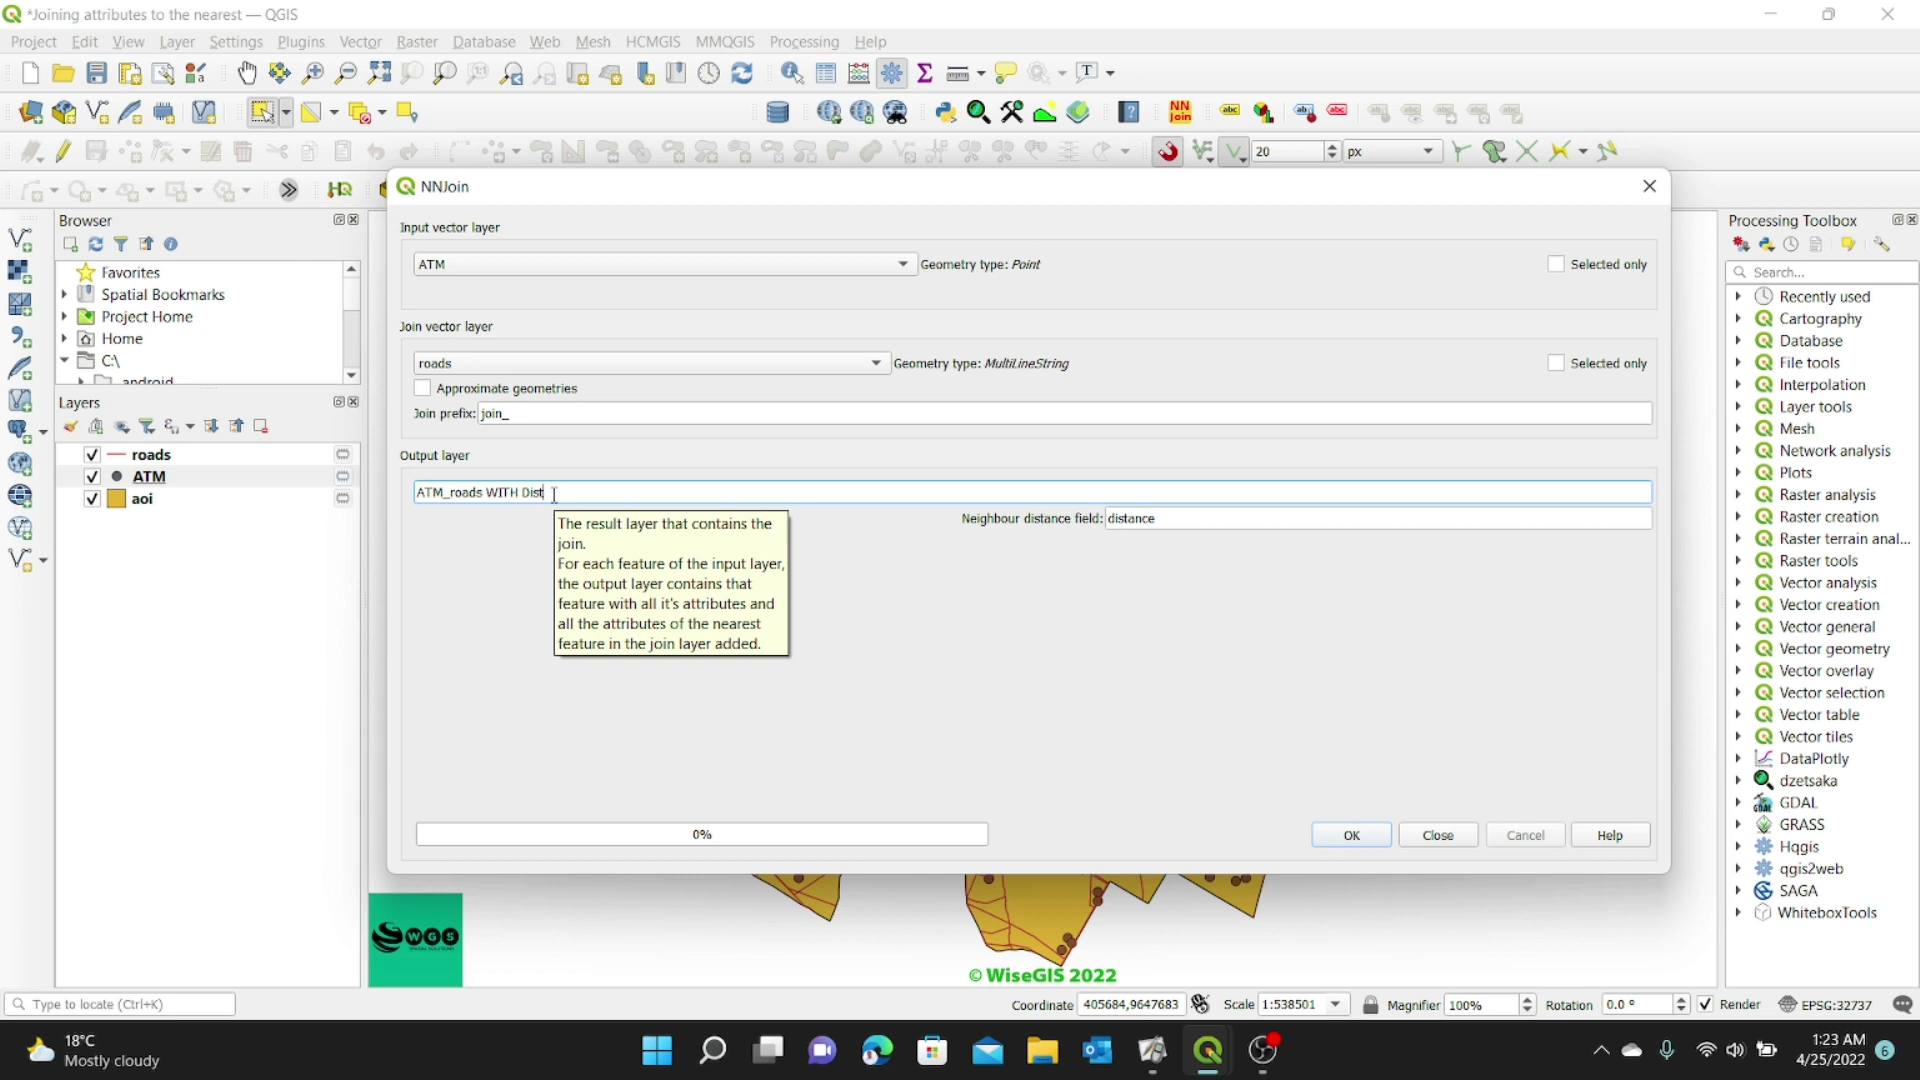 *Joining attributes to the nearest — QGIS
Project Edit View Layer Settings Plugins Vector Raster Database Web Mesh HCMGIS MMQGIS Processing Help
NN
Join
abc abc abc
20 px
HQ
NNJoin
Input vector layer
ATM Geometry type: Point Selected only
Join vector layer
roads Geometry type: MultiLineString Selected only
Approximate geometries
Join prefix: join_
Output layer
ATM_roads WITH Dist
Neighbour distance field: distance
The result layer that contains the
join.
For each feature of the input layer,
the output layer contains that
feature with all it's attributes and
all the attributes of the nearest
feature in the join layer added.
0% OK Close Cancel Help
Browser
Favorites
Spatial Bookmarks
Project Home
Home
C:\
android
Layers
roads
ATM
aoi
Processing Toolbox
Search...
Recently used
Cartography
Database
File tools
Interpolation
Layer tools
Mesh
Network analysis
Plots
Raster analysis
Raster creation
Raster terrain anal...
Raster tools
Vector analysis
Vector creation
Vector general
Vector geometry
Vector overlay
Vector selection
Vector table
Vector tiles
DataPlotly
dzetsaka
GDAL
GRASS
Hqgis
qgis2web
SAGA
WhiteboxTools
WGS
© WiseGIS 2022
Type to locate (Ctrl+K) Coordinate 405684,9647683 Scale 1:538501 Magnifier 100% Rotation 0.0 ° Render EPSG:32737
18°C
Mostly cloudy
1:23 AM
4/25/2022 6